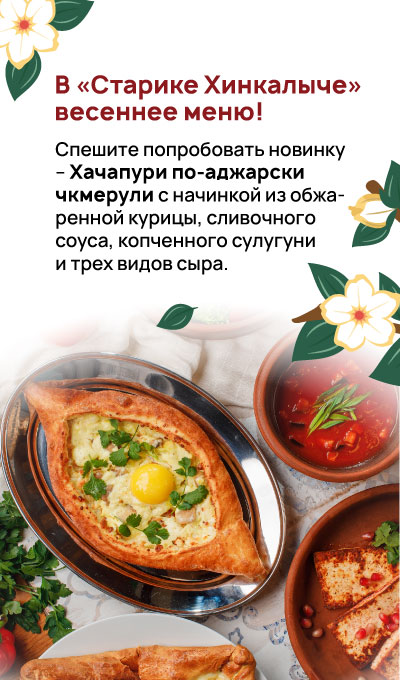 В «Старике Хинкалыче»
весеннее меню!
Спешите попробовать новинку
– Хачапури по-аджарски
чкмерули с начинкой из обжа-
ренной курицы, сливочного
соуса, копченного сулугуни
и трех видов сыра.